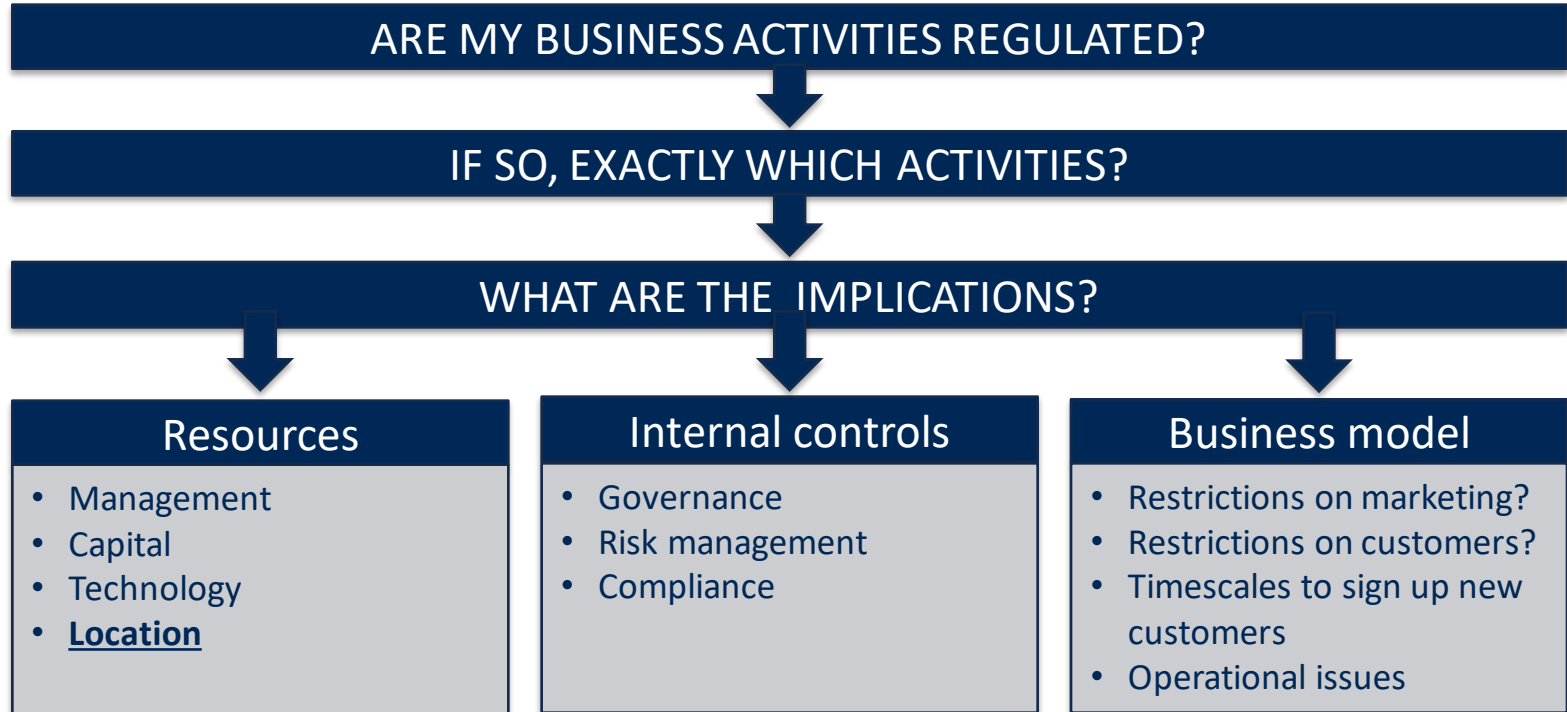 ARE MY BUSINESS ACTIVITIES REGULATED?
IF SO, EXACTLY WHICH ACTIVITIES?
WHAT ARE THE IMPLICATIONS?
Resources
• Management
• Capital
• Technology
• Location
Internal controls
• Governance
• Risk management
• Compliance
Business model
• Restrictions on marketing?
• Restrictions on customers?
• Timescales to sign up new
customers
• Operational issues